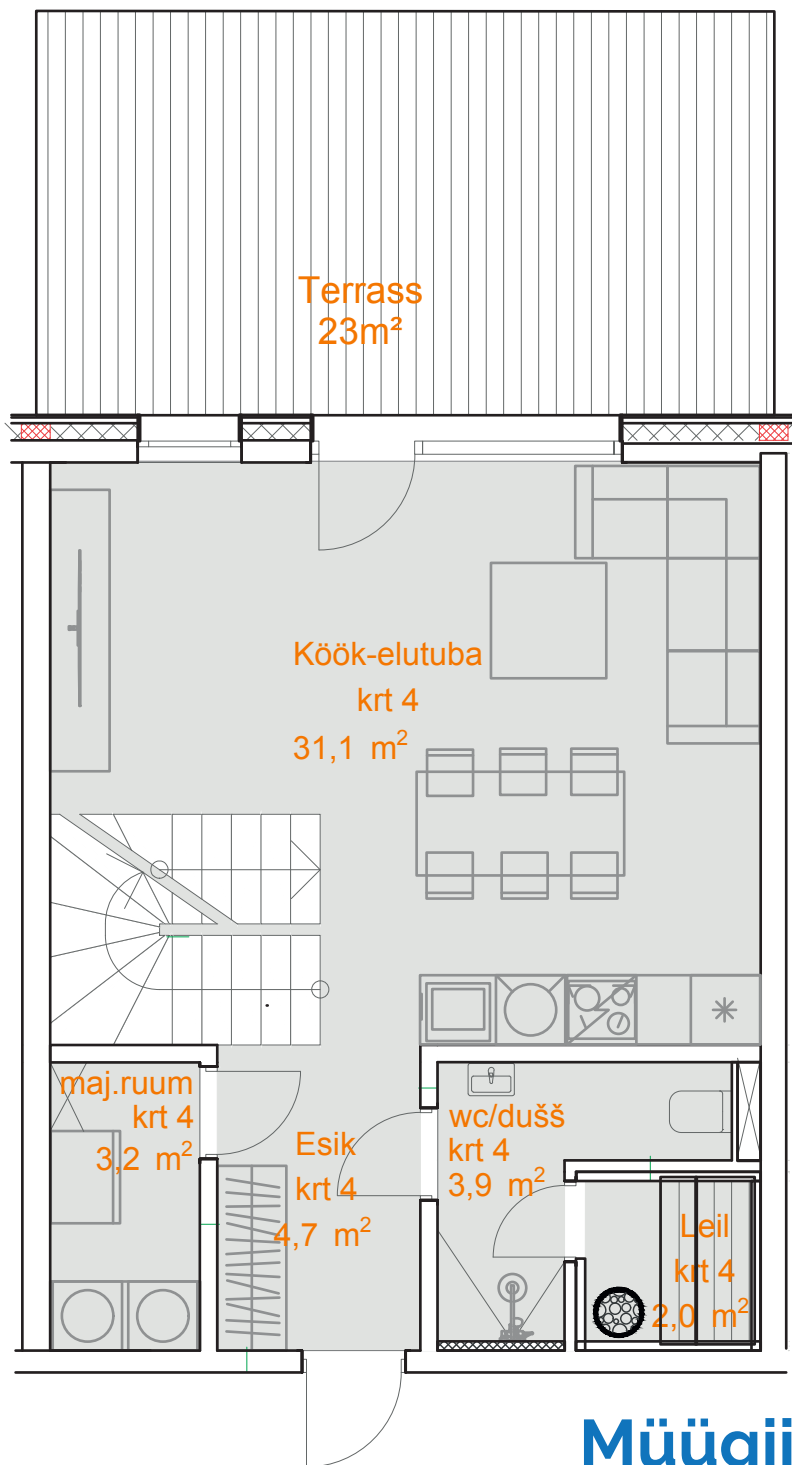 Terrass
23m²
Köök-elutuba
krt 4
31,1 m²
maj.ruum
krt 4
3,2 m²
Esik
krt 4
4,7 m²
wc/dušš
krt 4
3,9 m²
Leil
krt 4
2,0 m²